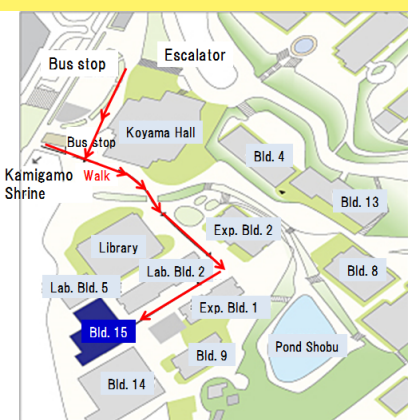 Bus stop
Escalator
Koyama Hall
Bus stop
Kamigamo
Shrine
Walk
Bld. 4
Bld. 13
Exp. Bld. 2
Library
Lab. Bld. 2
Bld. 8
Lab. Bld. 5
Exp. Bld. 1
Bld. 15
Pond Shobu
Bld. 9
Bld. 14